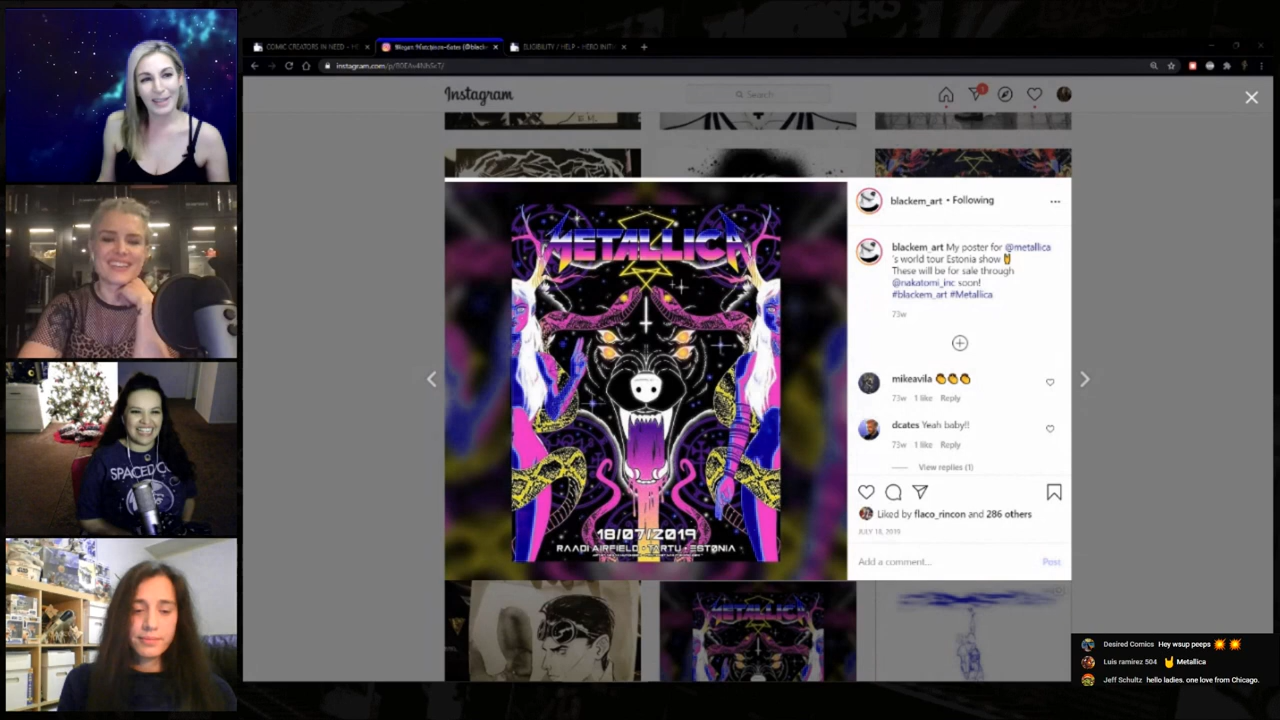 COMIC CREATORS IN NEED - H
ELIGIBILITY / HELP - HERO INIT
Instagram
Search
1
METALLICA
18/07/2019
RAADI AIRFIELD • TARTU • ESTONIA
blackem_art • Following
blackem_art My poster for @metallica
's world tour Estonia show 🤘
These will be for sale through
@nakatomi_inc soon!
#blackem_art #Metallica
73w
mikeavila 👏👏👏
73w 1 like Reply
dcates Yeah baby!!
73w 1 like Reply
View replies (1)
Liked by flaco_rincon and 286 others
JULY 18, 2019
Add a comment...
Post
METALLICA
SPACED
Desired Comics Hey wsup peeps 💥 💥
Luis ramirez 504 🤘 Metallica
Jeff Schultz hello ladies. one love from Chicago.